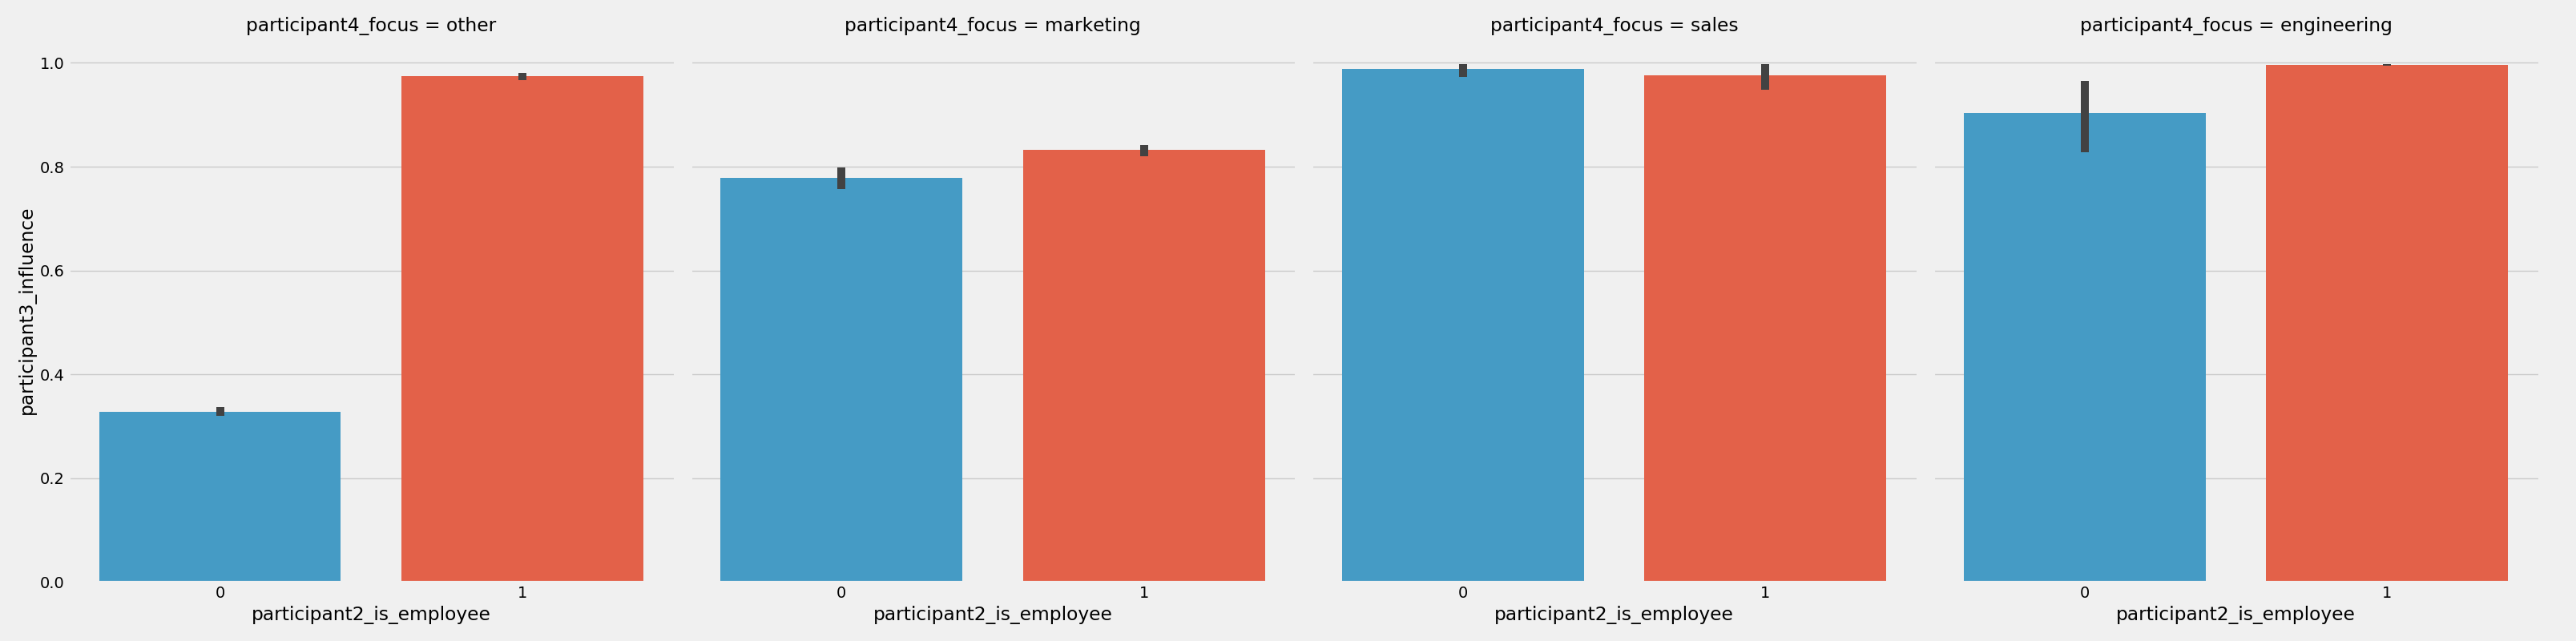 participant4_focus = other
participant4_focus = marketing
participant4_focus = sales
participant4_focus = engineering
participant3_influence
1.0
0.8
0.6
0.4
0.2
0.0
0 1
0 1
0 1
0 1
participant2_is_employee
participant2_is_employee
participant2_is_employee
participant2_is_employee